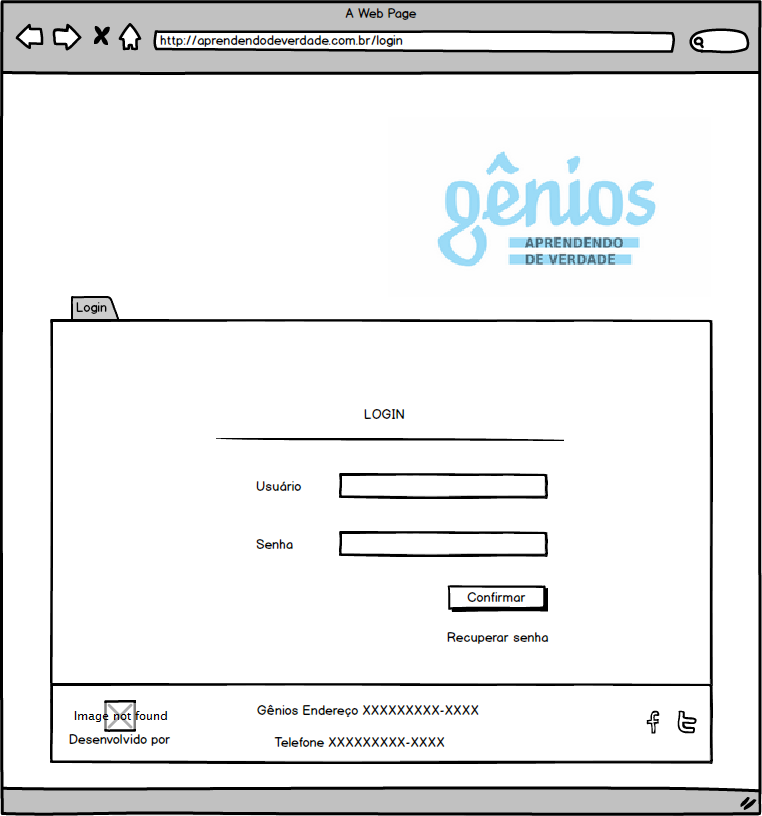 A Web Page
http://aprendendodeverdade.com.br/login
gênios
APRENDENDO
DE VERDADE
Login
LOGIN
Usuário
Senha
Confirmar
Recuperar senha
Image not found
Desenvolvido por
Gênios Endereço XXXXXXXXX-XXXX
Telefone XXXXXXXXX-XXXX